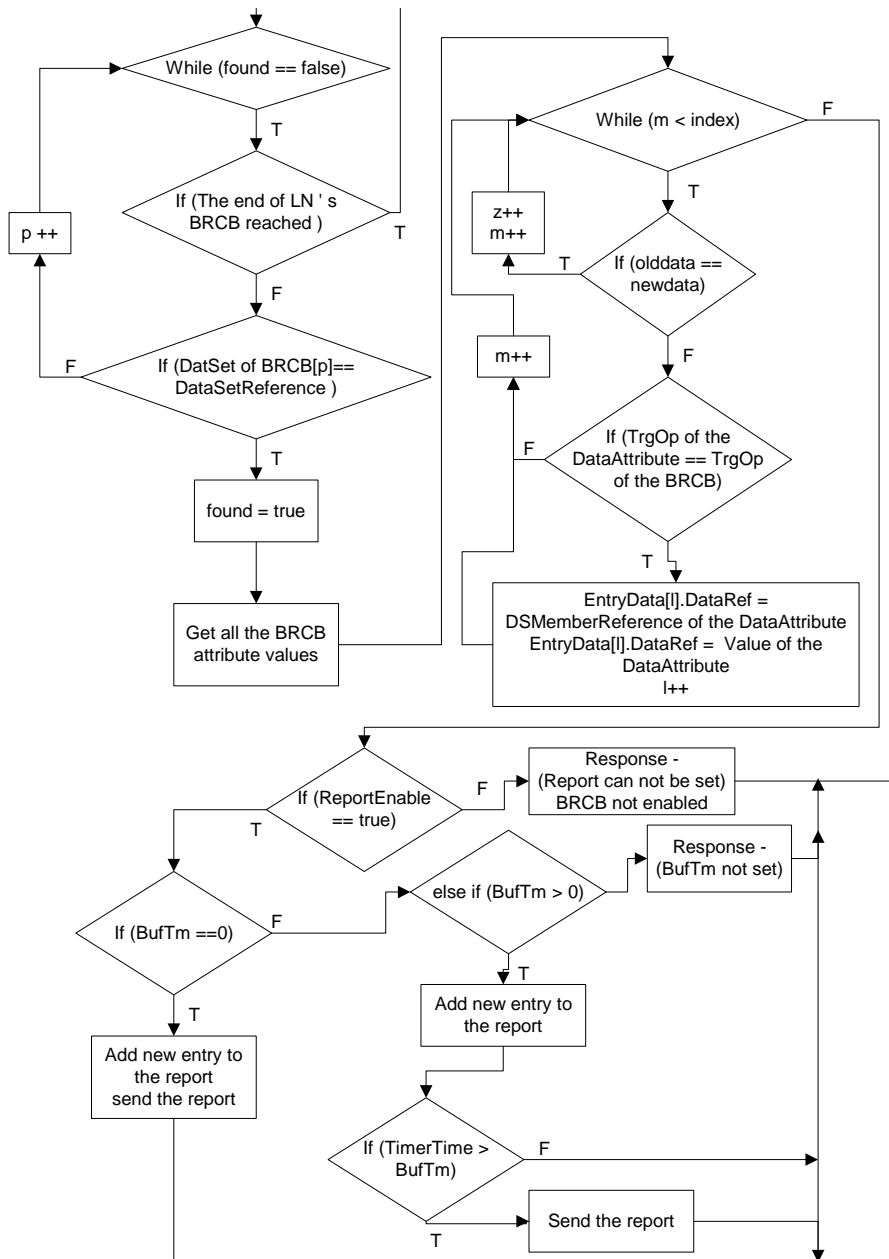 While (found == false)
T
If (The end of LN ' s
BRCB reached )
T
F
p ++
If (DatSet of BRCB[p]==
DataSetReference )
F
T
found = true
Get all the BRCB
attribute values
While (m < index)
F
T
z++
m++
If (olddata ==
newdata)
T
F
m++
If (TrgOp of the
DataAttribute == TrgOp
of the BRCB)
F
T
EntryData[l].DataRef =
DSMemberReference of the DataAttribute
EntryData[l].DataRef =  Value of the
DataAttribute
l++
If (ReportEnable
== true)
F
T
Response -
(Report can not be set)
BRCB not enabled
Response -
(BufTm not set)
If (BufTm ==0)
F
T
else if (BufTm > 0)
T
Add new entry to
the report
send the report
Add new entry to
the report
If (TimerTime >
BufTm)
F
T
Send the report